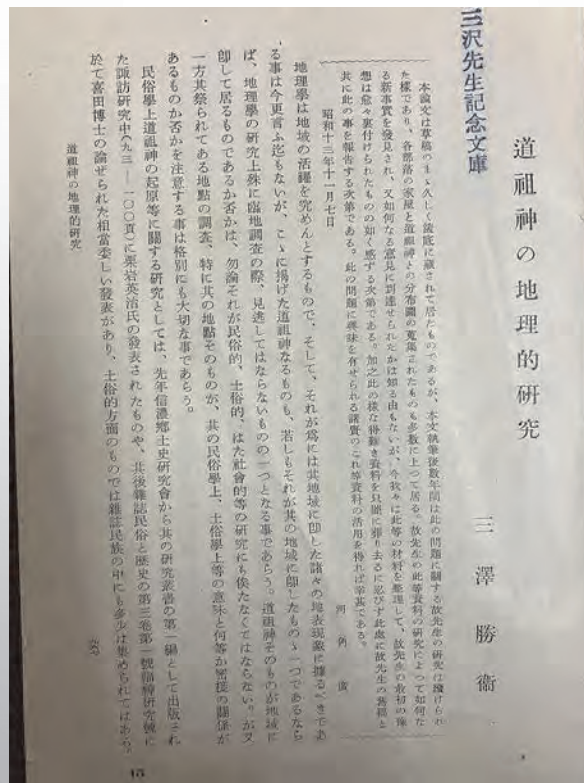 三沢先生記念文庫
道祖神の地理的研究
三澤勝衞
本論文は草稿のまゝ久しく篋底に藏されて居たものであるが、本文執筆後數年間は此の問題に關する故先生の研究は續けられ
た樣であり、各部落の家屋と道祖神との分布圖の蒐集されたものも多數に上つて居る。故先生の此等資料の研究によつて如何な
る新事實を發見され、又如何なる意見に到達せられたかは知る由もないが、今我々は此等の材料を整理して、故先生の最初の豫
想は愈々裏付けられたものの如く感ずる次第である。加之此の樣な得難き資料を只徒に葬り去るに忍びず此處に故先生の舊稿と
共に此の事を報告する次第である。此の問題に興味を有せられる諸賢のこれ等資料の活用を得れば幸甚である。
昭和十三年十一月七日
河角廣
地理學は地域の活躍を究めんとするもので、そして、それが爲には其地域に卽した諸々の地表現象に據るべきであ
る事は今更言ふ迄もないが、こゝに揭げた道祖神なるものも、若しもそれが其の地域に卽したものゝ一つであるなら
ば、地理學の研究上殊に臨地調査の際、見逃してはならないものの一つとなる事であらう。道祖神そのものが地域に
卽して居るものであるか否かは、勿論それが民俗的、土俗的、はた社會的等の研究にも俟たなくてはならない。が又
一方其祭られてある地點の調査、特に其の地點そのものが、其の民俗學上、土俗學上等の意味と何等か密接の關係が
あるものか否かを注意する事は格別にも大切な事であらう。
民俗學上道祖神の起原等に關する研究としては、先年信濃鄕土史硏究會から其の研究叢書の第一編として出版され
た諏訪研究中(九三——一〇〇頁)に栗岩英治氏の發表されたものや、其後雜誌民俗と歷史の第三卷第一號福神研究號に
於て喜田博士の論ぜられた相當委しい發表があり、土俗的方面のものでは雜誌民族の中にも多少は集められてはあり、
道祖神の地理的研究